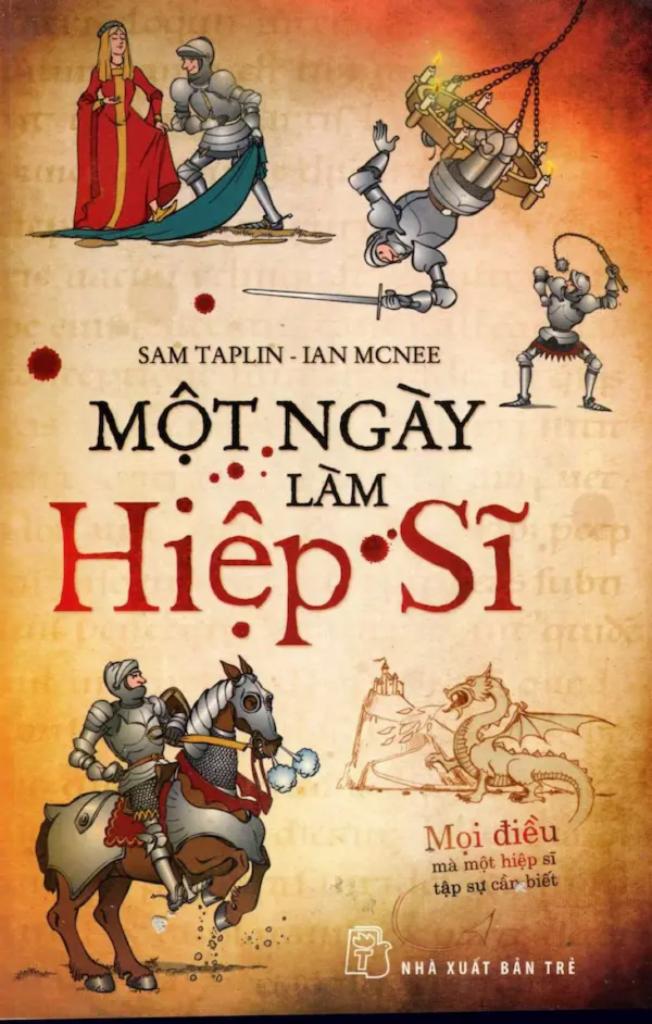 SAM TAPLIN - IAN MCNEE
MỘT NGÀY
LÀM
Hiệp Sĩ
Mọi điều
mà một hiệp sĩ
tập sự cần biết
NHÀ XUẤT BẢN TRẺ